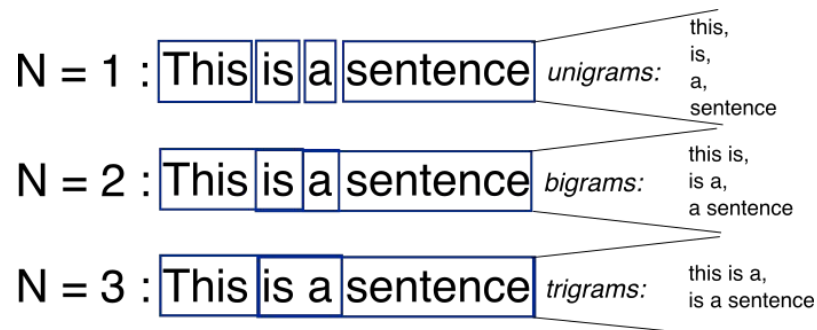 N = 1 : This is a sentence unigrams:
this,
is,
a,
sentence
N = 2 : This is a sentence bigrams:
this is,
is a,
a sentence
N = 3 : This is a sentence trigrams:
this is a,
is a sentence